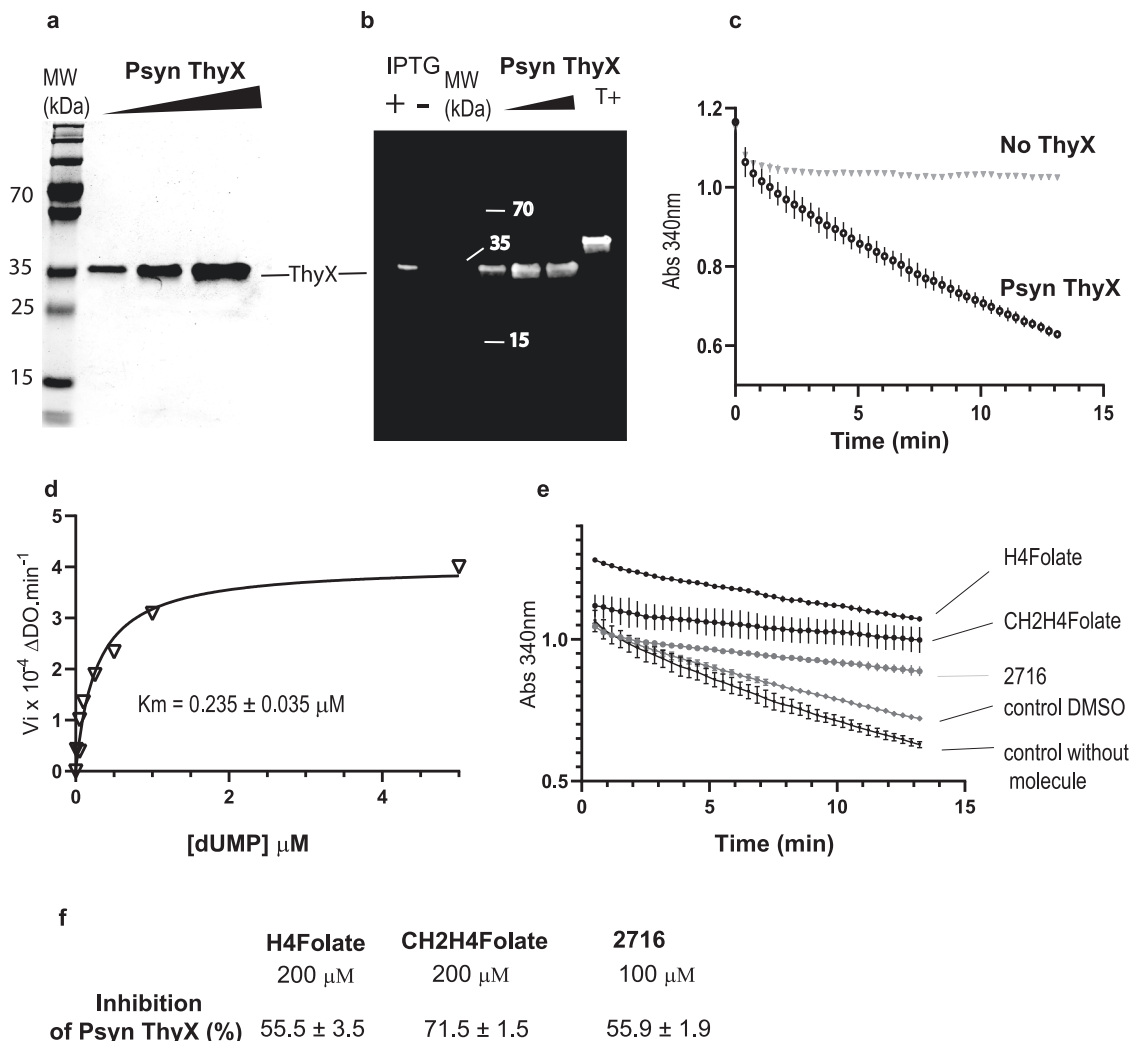 a
Psyn ThyX
MW
(kDa)
70
35
25
15
ThyX
b
IPTG
+ -
MW
(kDa)
Psyn ThyX
T+
70
35
15
c
1.2
1.0
0.8
0.6
Abs 340nm
No ThyX
Psyn ThyX
0 5 10 15
Time (min)
d
5
4
3
2
1
0
Vi x 10⁻⁴ ΔDO.min⁻¹
Km = 0.235 ± 0.035 μM
0 2 4
[dUMP] μM
e
1.0
0.5
Abs 340nm
H4Folate
CH2H4Folate
2716
control DMSO
control without
molecule
0 5 10 15
Time (min)
f
H4Folate CH2H4Folate 2716
200 μM 200 μM 100 μM
Inhibition
of Psyn ThyX (%) 55.5 ± 3.5 71.5 ± 1.5 55.9 ± 1.9